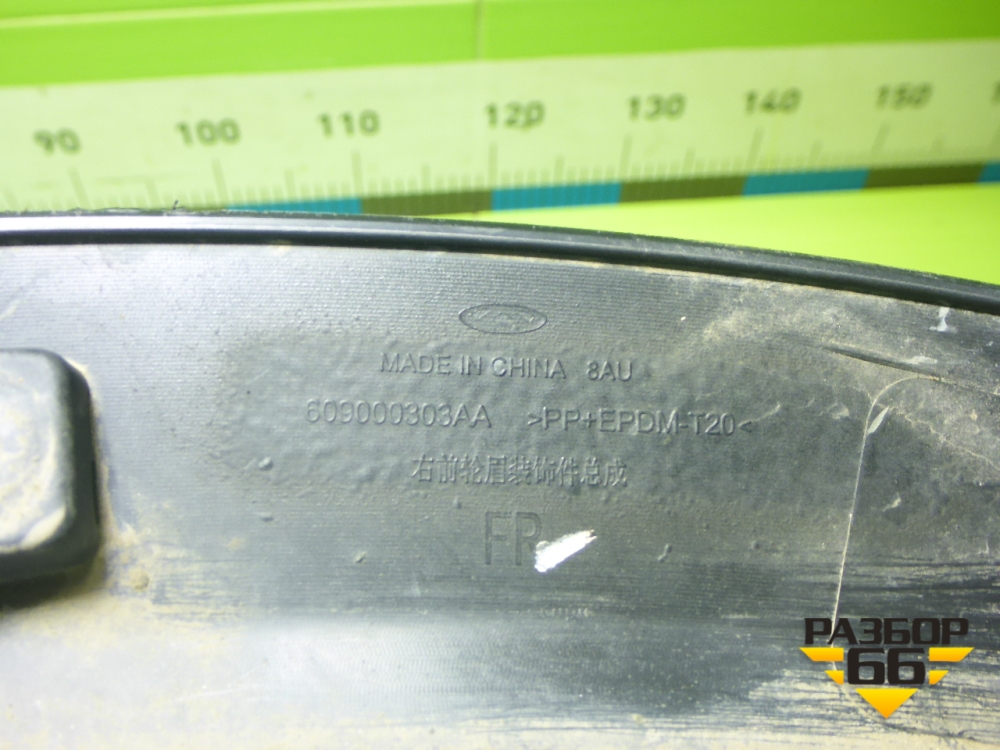 90 100 110 120 130 140 150
MADE IN CHINA 8AU
609000303AA >PP+EPDM-T20<
右前轮眉装饰件总成
FR
РАЗБОР
66